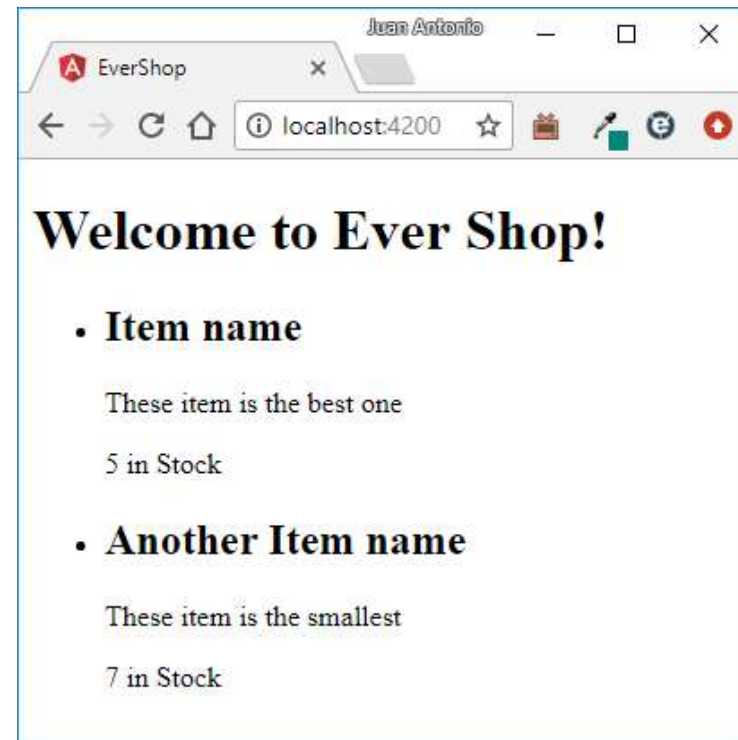 Juan Antonio
EverShop
localhost:4200
Welcome to Ever Shop!
Item name
These item is the best one
5 in Stock
Another Item name
These item is the smallest
7 in Stock